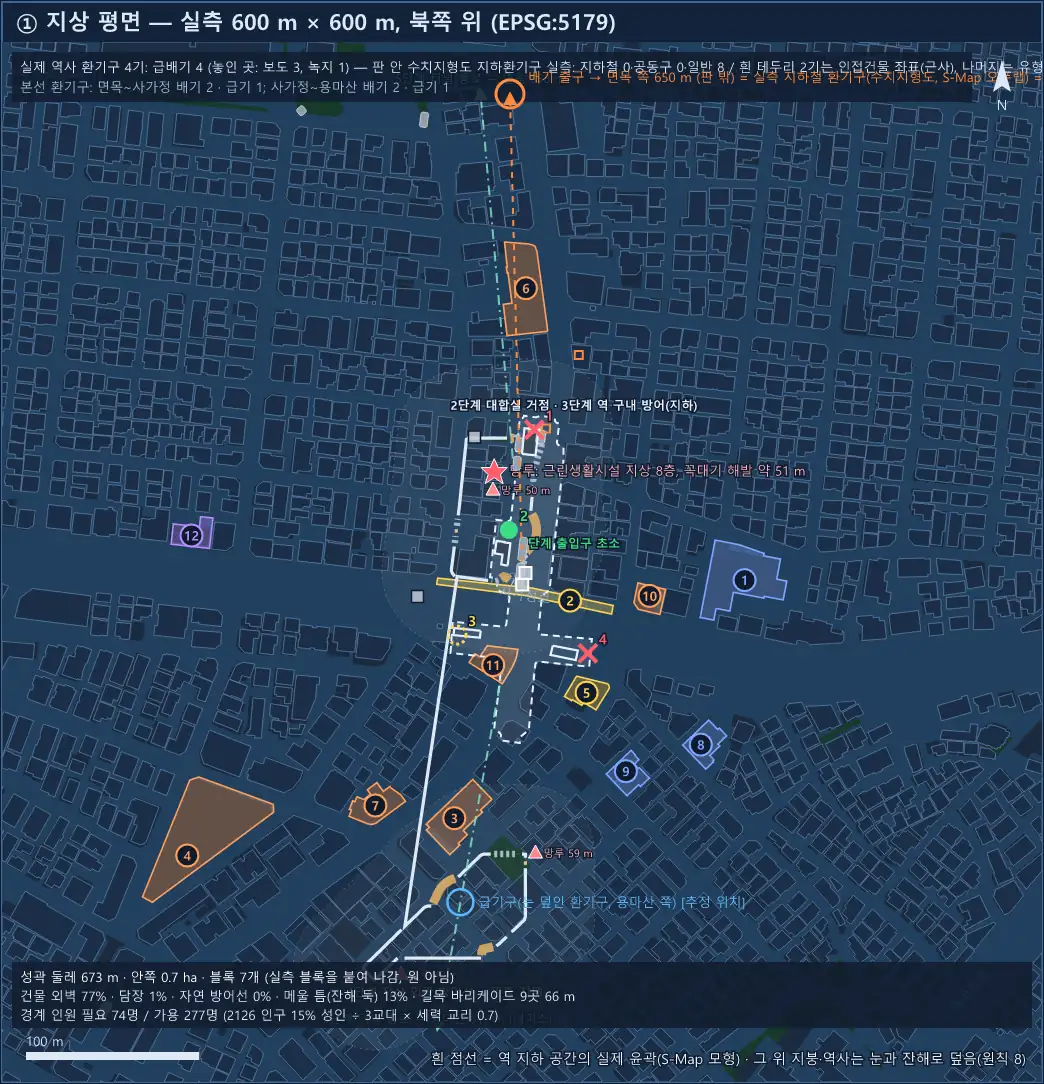 ① 지상 평면 — 실측 600 m × 600 m, 북쪽 위 (EPSG:5179)
실제 역사 환기구 4기: 급배기 4 (놓인 곳: 보도 3, 녹지 1) — 판 안 수치지형도 지하환기구 실측: 지하철 0·공동구 0·일반 8 / 흰 테두리 2기는 인접건물 좌표(근사), 나머지는 유형
배기 출구 → 면목 쪽 650 m (판 밖) = 실측 지하철 환기구(수치지형도, S-Map
본선 환기구: 면목~사가정 배기 2 · 급기 1; 사가정~용마산 배기 2 · 급기 1
N
6
2단계 대합실 거점 · 3단계 역 구내 방어(지하)
1
망루: 근린생활시설 지상 8층, 꼭대기 해발 약 51 m
망루 50 m
2
12
단계 출입구 초소
1
10
2
3
4
11
5
8
9
7
3
4
망루 59 m
급기구(눈 덮인 환기구, 용마산 쪽) [추정 위치]
성곽 둘레 673 m · 안쪽 0.7 ha · 블록 7개 (실측 블록을 붙여 나감, 원 아님)
건물 외벽 77% · 담장 1% · 자연 방어선 0% · 메울 틈(잔해 둑) 13% · 길목 바리케이드 9곳 66 m
경계 인원 필요 74명 / 가용 277명 (2126 인구 15% 성인 ÷ 3교대 × 세력 교리 0.7)
100 m
흰 점선 = 역 지하 공간의 실제 윤곽(S-Map 모형) · 그 위 지붕·역사는 눈과 잔해로 덮음(원칙 8)